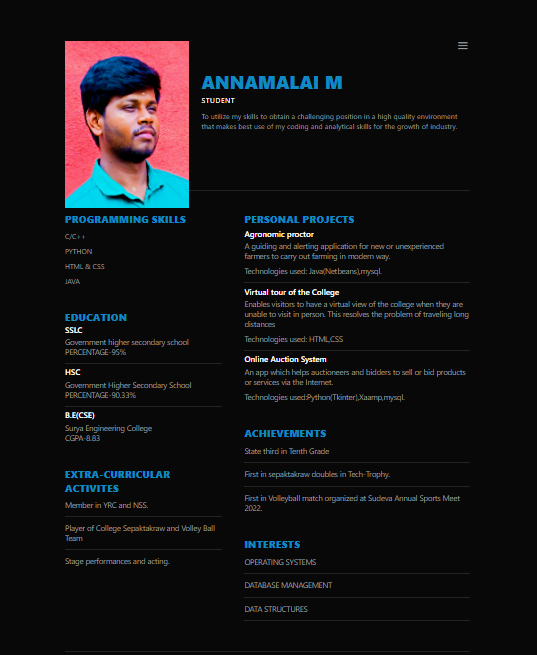 ANNAMALAI M
STUDENT
To utilize my skills to obtain a challenging position in a high quality environment
that makes best use of my coding and analytical skills for the growth of industry.
PROGRAMMING SKILLS
C/C++
PYTHON
HTML & CSS
JAVA
EDUCATION
SSLC
Government higher secondary school
PERCENTAGE-95%
HSC
Government Higher Secondary School
PERCENTAGE-90.33%
B.E(CSE)
Surya Engineering College
CGPA-8.83
EXTRA-CURRICULAR
ACTIVITES
Member in YRC and NSS.
Player of College Sepaktakraw and Volley Ball
Team
Stage performances and acting.
PERSONAL PROJECTS
Agronomic proctor
A guiding and alerting application for new or unexperienced
farmers to carry out farming in modern way.
Technologies used: Java(Netbeans),mysql.
Virtual tour of the College
Enables visitors to have a virtual view of the college when they are
unable to visit in person. This resolves the problem of traveling long
distances
Technologies used: HTML,CSS
Online Auction System
An app which helps auctioneers and bidders to sell or bid products
or services via the Internet.
Technologies used:Python(Tkinter),Xaamp,mysql.
ACHIEVEMENTS
State third in Tenth Grade
First in sepaktakraw doubles in Tech-Trophy.
First in Volleyball match organized at Sudeva Annual Sports Meet
2022.
INTERESTS
OPERATING SYSTEMS
DATABASE MANAGEMENT
DATA STRUCTURES